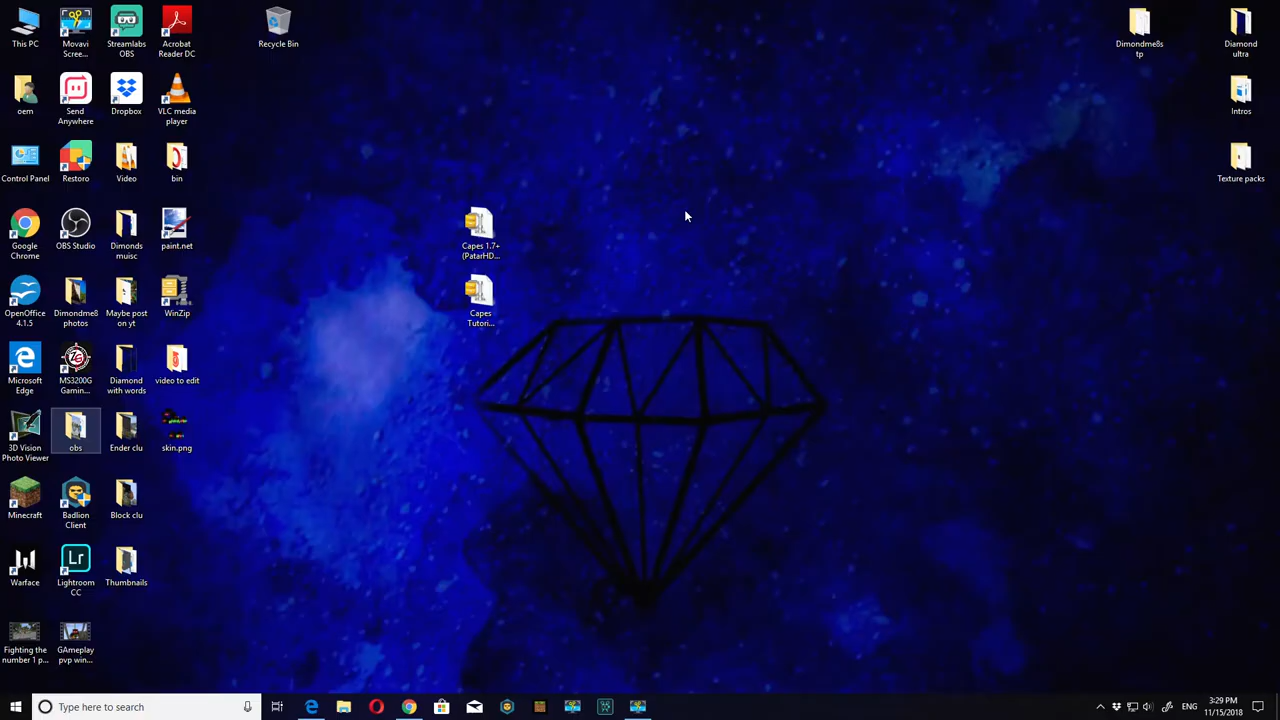 This PC
Movavi
Scree...
Streamlabs
OBS
Acrobat
Reader DC
Recycle Bin
Dimondme8s
tp
Diamond
ultra
oem
Send
Anywhere
Dropbox
VLC media
player
Intros
Control Panel
Restoro
Video
bin
Texture packs
Google
Chrome
OBS Studio
Dimonds
muisc
paint.net
Capes 1.7+
(PatarHD...
OpenOffice
4.1.5
Dimondme8
photos
Maybe post
on yt
WinZip
Capes
Tutori...
Microsoft
Edge
MS3200G
Gamin...
Diamond
with words
video to edit
3D Vision
Photo Viewer
obs
Ender clu
skin.png
Minecraft
Badlion
Client
Block clu
Warface
Lr
Lightroom
CC
Thumbnails
Fighting the
number 1 p...
GAmeplay
pvp win...
Type here to search
ENG
3:29 PM
11/15/2018